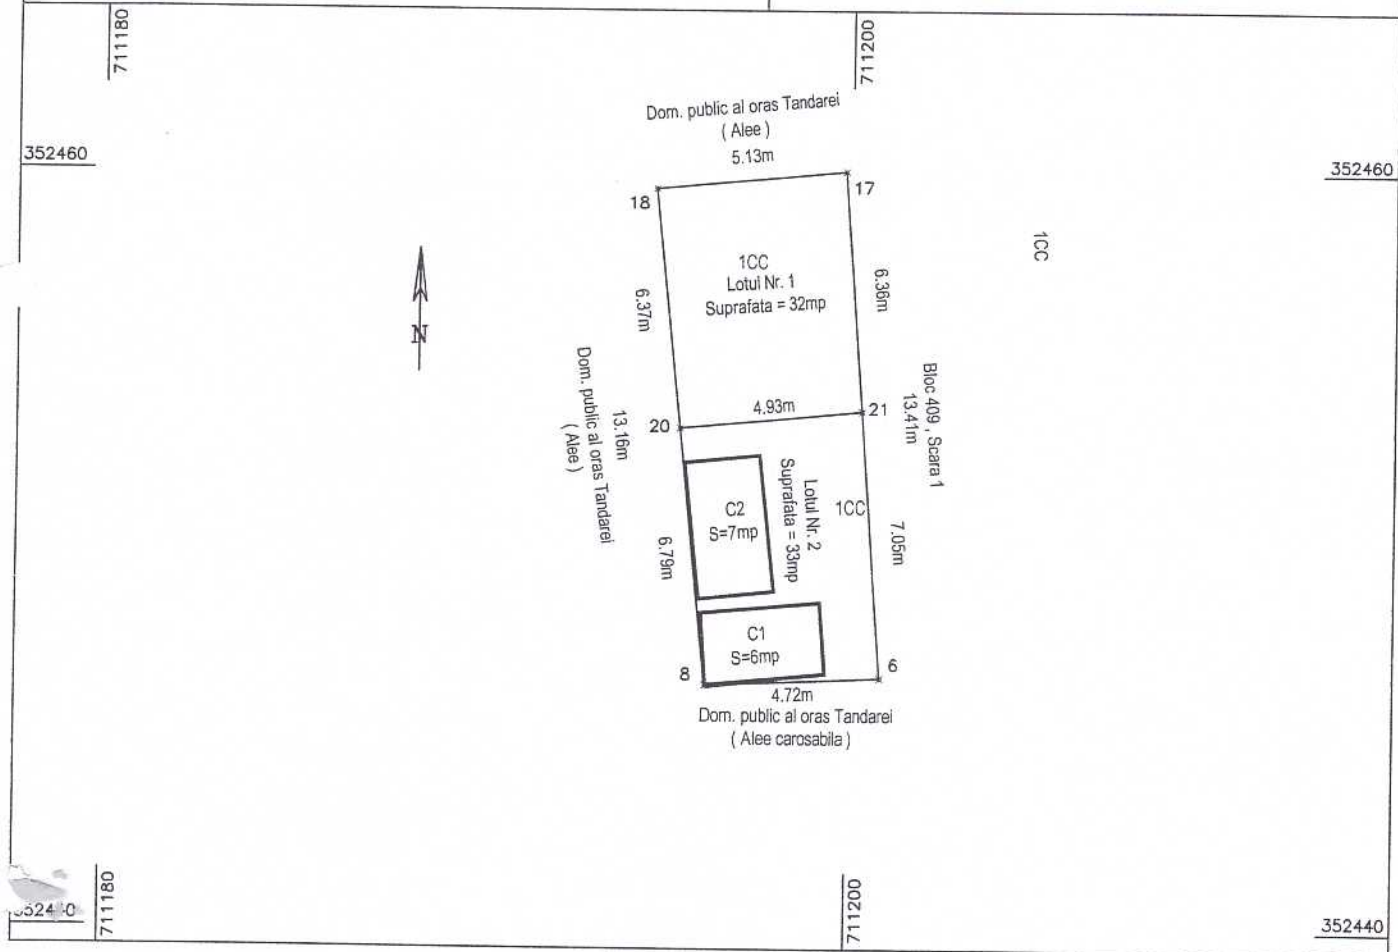 711180
711200
Dom. public al oras Tandarei
( Alee )
5.13m
352460
352460
18
17
1CC
1CC
Lotul Nr. 1
Suprafata = 32mp
6.37m
6.36m
N
Dom. public al oras Tandarei
( Alee )
13.16m
Bloc 409 , Scara 1
13.41m
4.93m
20
21
C2
S=7mp
Lotul Nr. 2
Suprafata = 33mp
1CC
6.79m
7.05m
C1
S=6mp
8
6
4.72m
Dom. public al oras Tandarei
( Alee carosabila )
711180
711200
352440